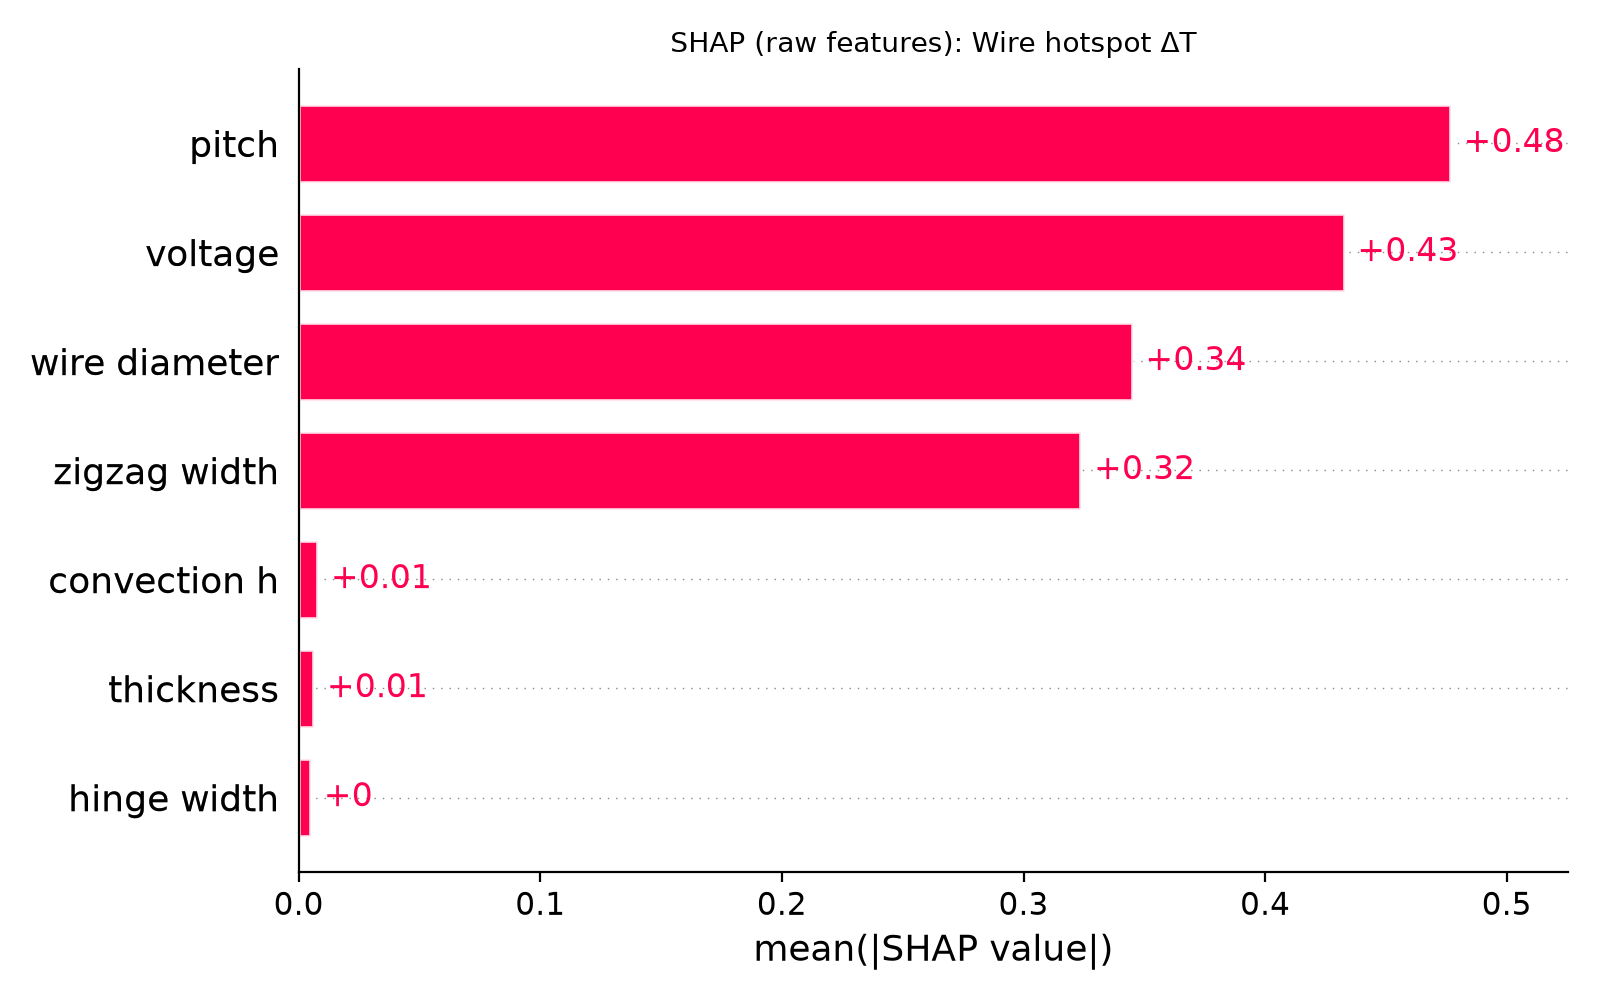 SHAP (raw features): Wire hotspot ΔT
pitch +0.48
voltage +0.43
wire diameter +0.34
zigzag width +0.32
convection h +0.01
thickness +0.01
hinge width +0
0.0 0.1 0.2 0.3 0.4 0.5
mean(|SHAP value|)